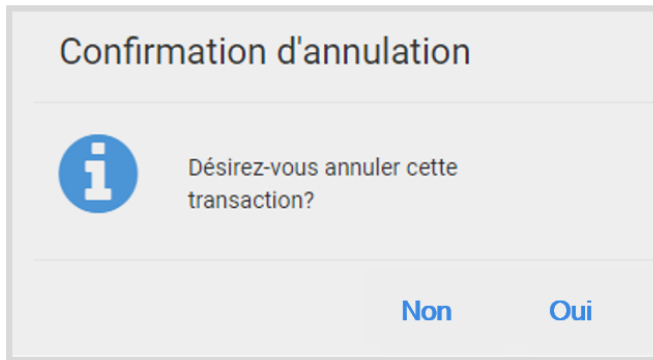 Confirmation d'annulation
Désirez-vous annuler cette
transaction?
Non Oui